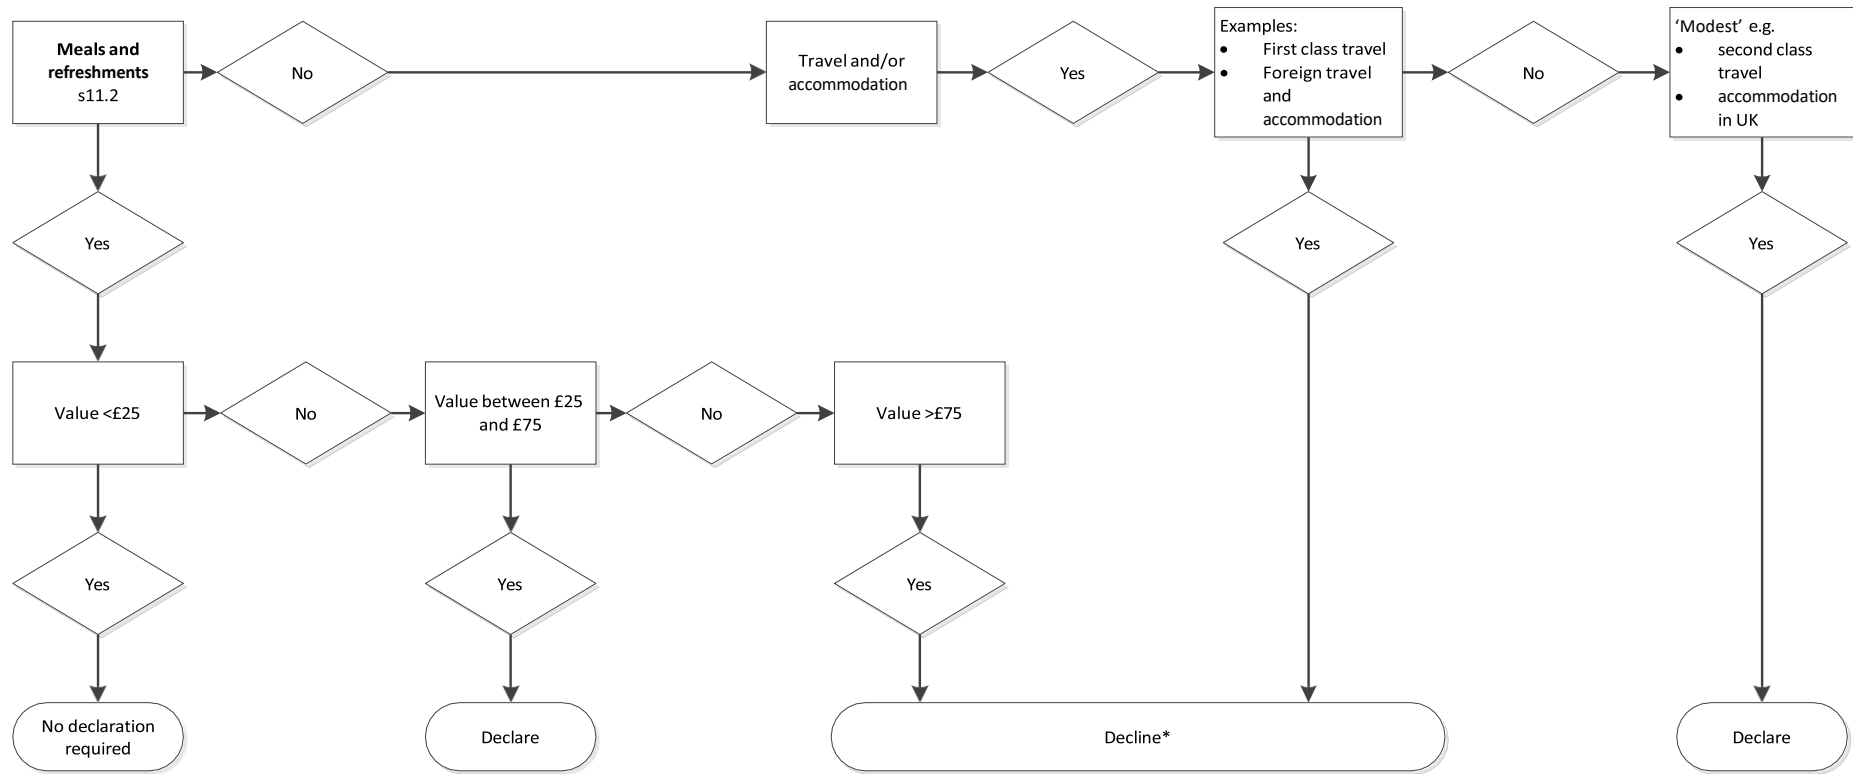 Meals and
refreshments
s11.2
No
Travel and/or
accommodation
Yes
Examples:
• First class travel
• Foreign travel
and
accommodation
No
‘Modest’ e.g.
• second class
travel
• accommodation
in UK
Yes
Yes
Yes
Value <£25
No
Value between £25
and £75
No
Value >£75
Yes
Yes
Yes
No declaration
required
Declare
Decline*
Declare